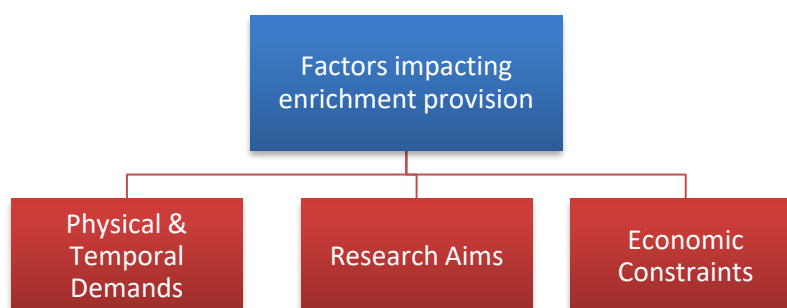 Factors impacting
enrichment provision
Physical &
Temporal
Demands
Research Aims
Economic
Constraints